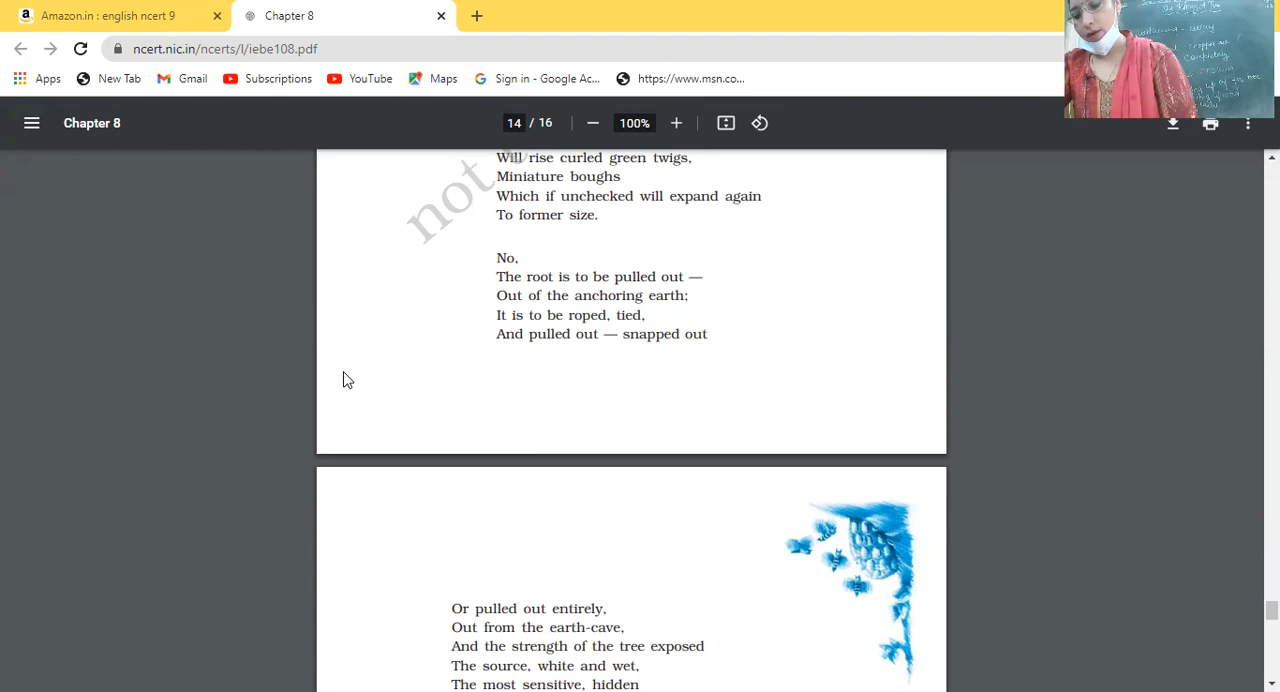 Amazon.in : english ncert 9
Chapter 8
ncert.nic.in/ncerts/l/iebe108.pdf
Apps
New Tab
Gmail
Subscriptions
YouTube
Maps
Sign in - Google Ac...
https://www.msn.co...
Chapter 8
14 / 16
100%
Will rise curled green twigs,
Miniature boughs
Which if unchecked will expand again
To former size.
not
No,
The root is to be pulled out —
Out of the anchoring earth;
It is to be roped, tied,
And pulled out — snapped out
Or pulled out entirely,
Out from the earth-cave,
And the strength of the tree exposed
The source, white and wet,
The most sensitive, hidden